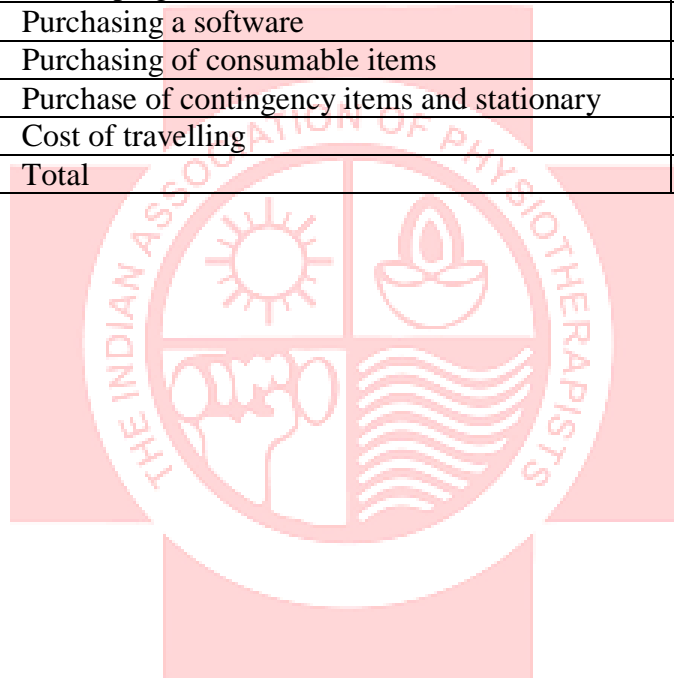 Purchasing a software
Purchasing of consumable items
Purchase of contingency items and stationary
Cost of travelling
Total
THE INDIAN ASSOCIATION OF PHYSIOTHERAPISTS